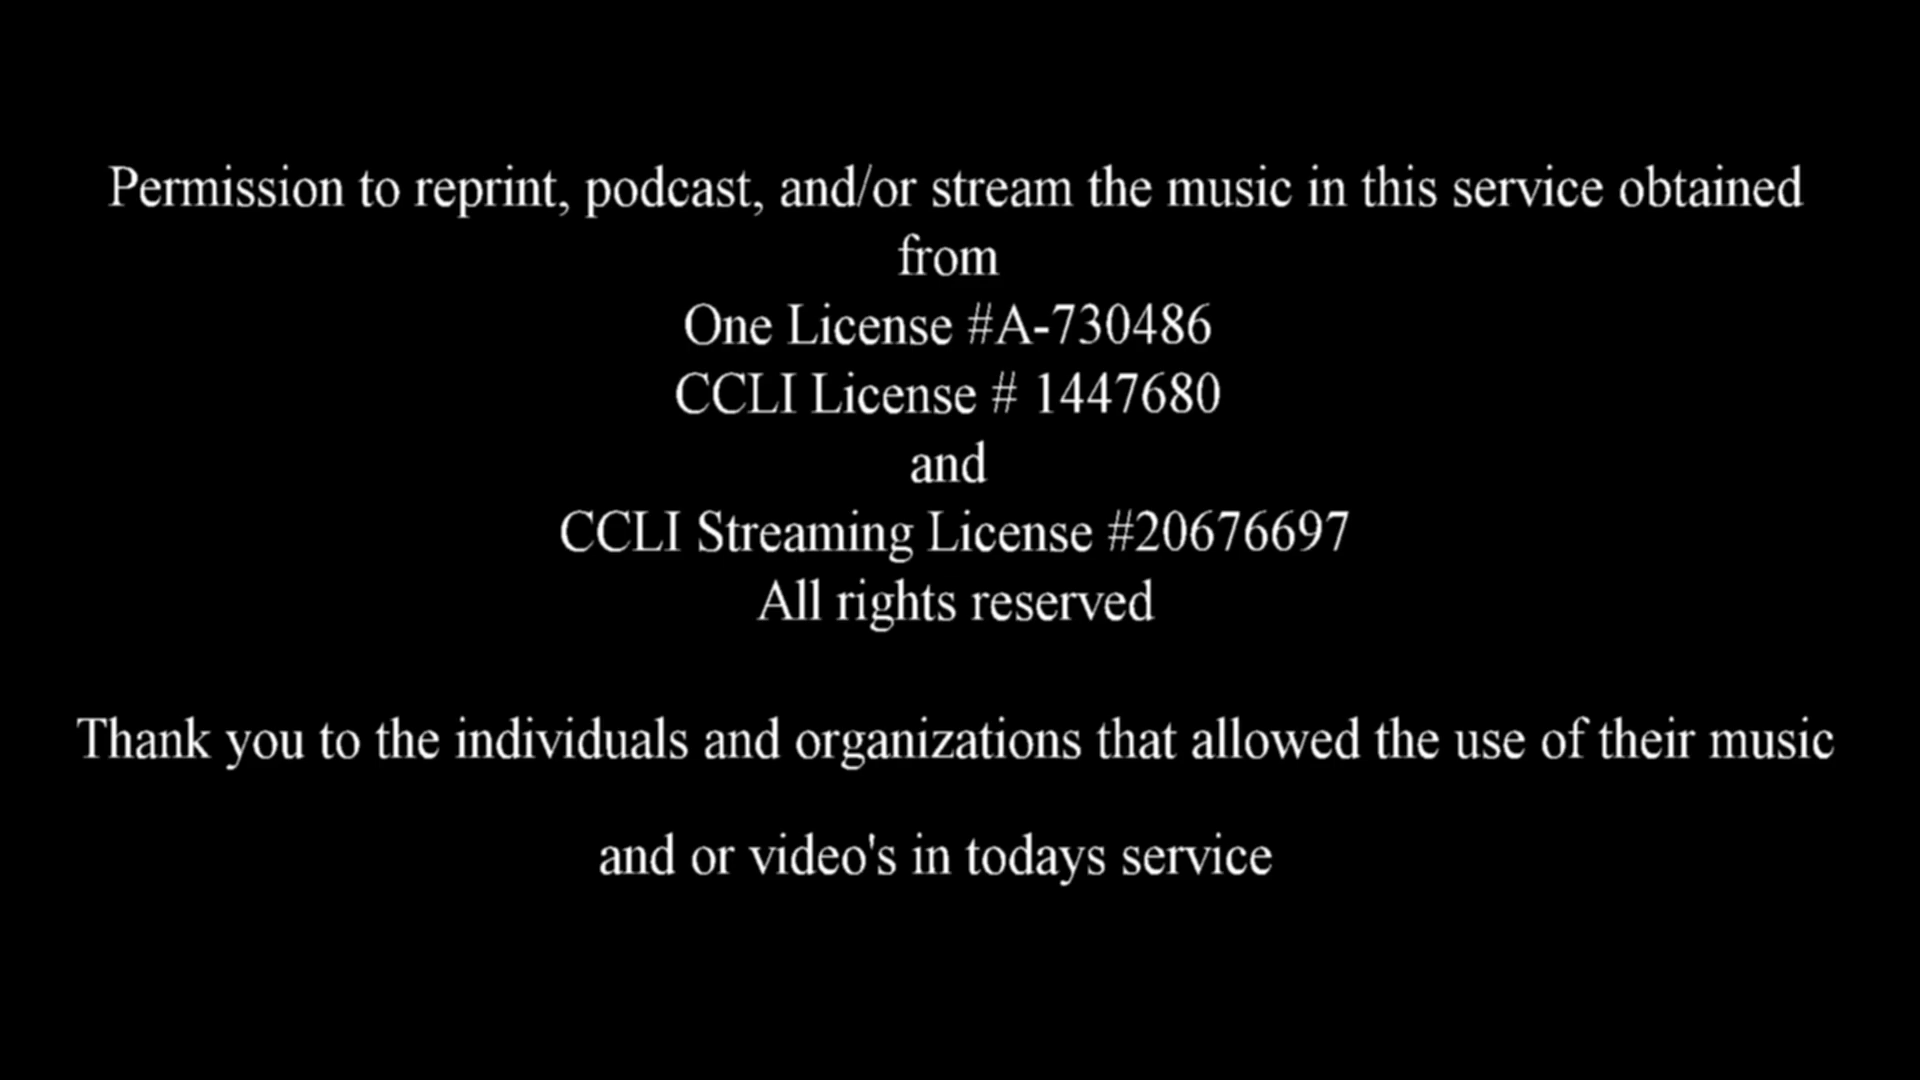 Permission to reprint, podcast, and/or stream the music in this service obtained
from
One License #A-730486
CCLI License # 1447680
and
CCLI Streaming License #20676697
All rights reserved
Thank you to the individuals and organizations that allowed the use of their music
and or video's in todays service